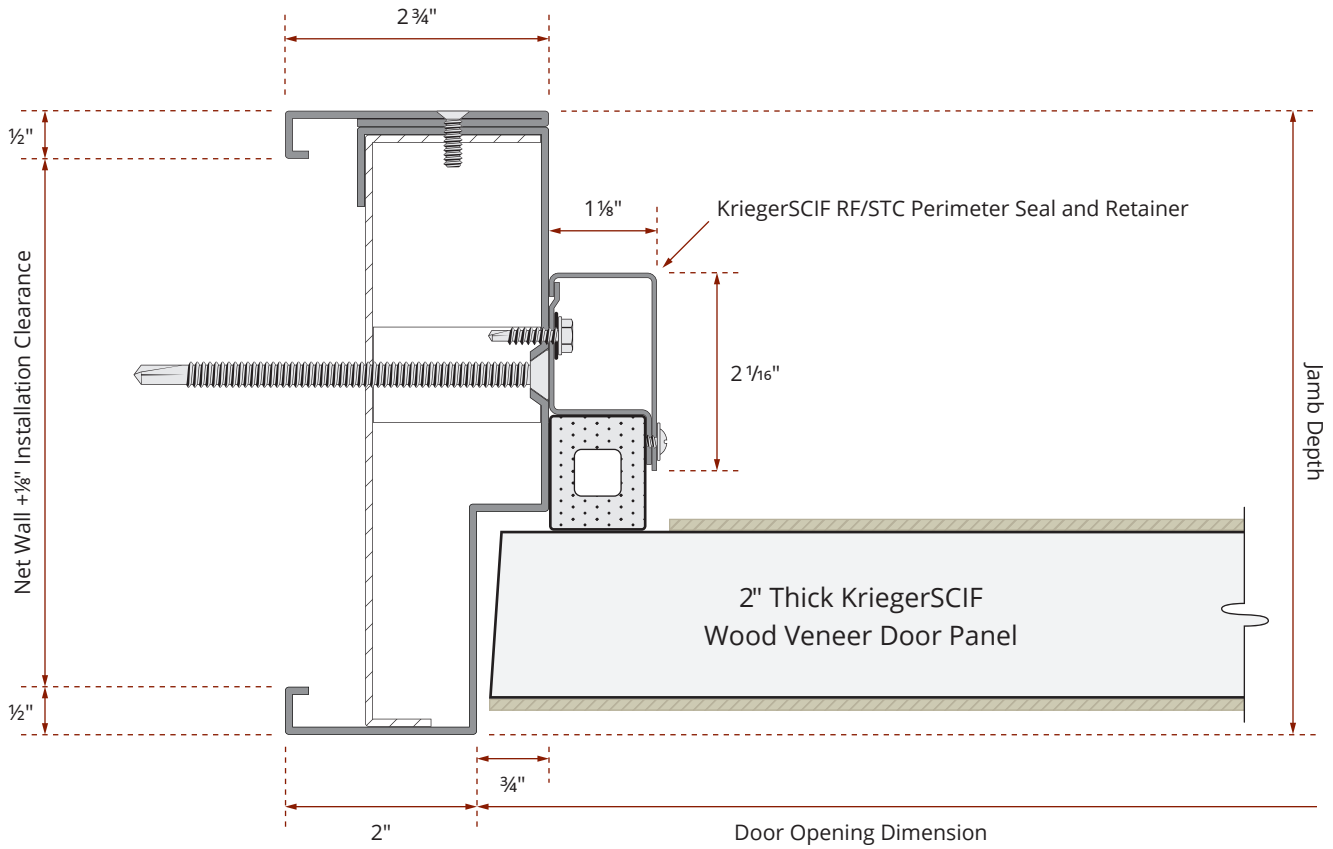 2 ¾"
½"
1 ⅛"
KriegerSCIF RF/STC Perimeter Seal and Retainer
Net Wall +⅛" Installation Clearance
2 1/16"
Jamb Depth
2" Thick KriegerSCIF
Wood Veneer Door Panel
½"
¾"
2"
Door Opening Dimension